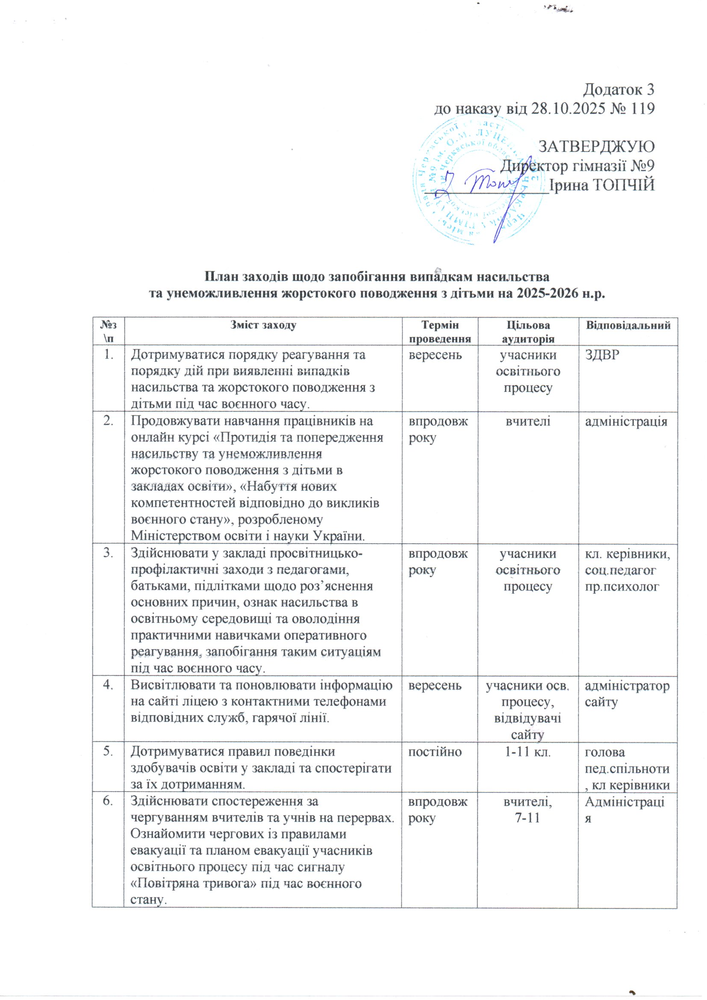 Додаток 3
до наказу від 28.10.2025 № 119
ЗАТВЕРДЖУЮ
Директор гімназії №9
Ірина ТОПЧІЙ
План заходів щодо запобігання випадкам насильства
та унеможливлення жорстокого поводження з дітьми на 2025-2026 н.р.
№з \п
Зміст заходу
Термін проведення
Цільова аудиторія
Відповідальний
1.
Дотримуватися порядку реагування та
порядку дій при виявленні випадків
насильства та жорстокого поводження з
дітьми під час воєнного часу.
вересень
учасники
освітнього
процесу
ЗДВР
2.
Продовжувати навчання працівників на
онлайн курсі «Протидія та попередження
насильству та унеможливлення
жорстокого поводження з дітьми в
закладах освіти», «Набуття нових
компетентностей відповідно до викликів
воєнного стану», розробленому
Міністерством освіти і науки України.
впродовж
року
вчителі
адміністрація
3.
Здійснювати у закладі просвітницько-
профілактичні заходи з педагогами,
батьками, підлітками щодо роз’яснення
основних причин, ознак насильства в
освітньому середовищі та оволодіння
практичними навичками оперативного
реагування, запобігання таким ситуаціям
під час воєнного часу.
впродовж
року
учасники
освітнього
процесу
кл. керівники,
соц.педагог
пр.психолог
4.
Висвітлювати та поновлювати інформацію
на сайті ліцею з контактними телефонами
відповідних служб, гарячої лінії.
вересень
учасники осв.
процесу,
відвідувачі
сайту
адміністратор
сайту
5.
Дотримуватися правил поведінки
здобувачів освіти у закладі та спостерігати
за їх дотриманням.
постійно
1-11 кл.
голова
пед.спільноти
, кл керівники
6.
Здійснювати спостереження за
чергуванням вчителів та учнів на перервах.
Ознайомити чергових із правилами
евакуації та планом евакуації учасників
освітнього процесу під час сигналу
«Повітряна тривога» під час воєнного
стану.
впродовж
року
вчителі,
7-11
Адміністраці
я